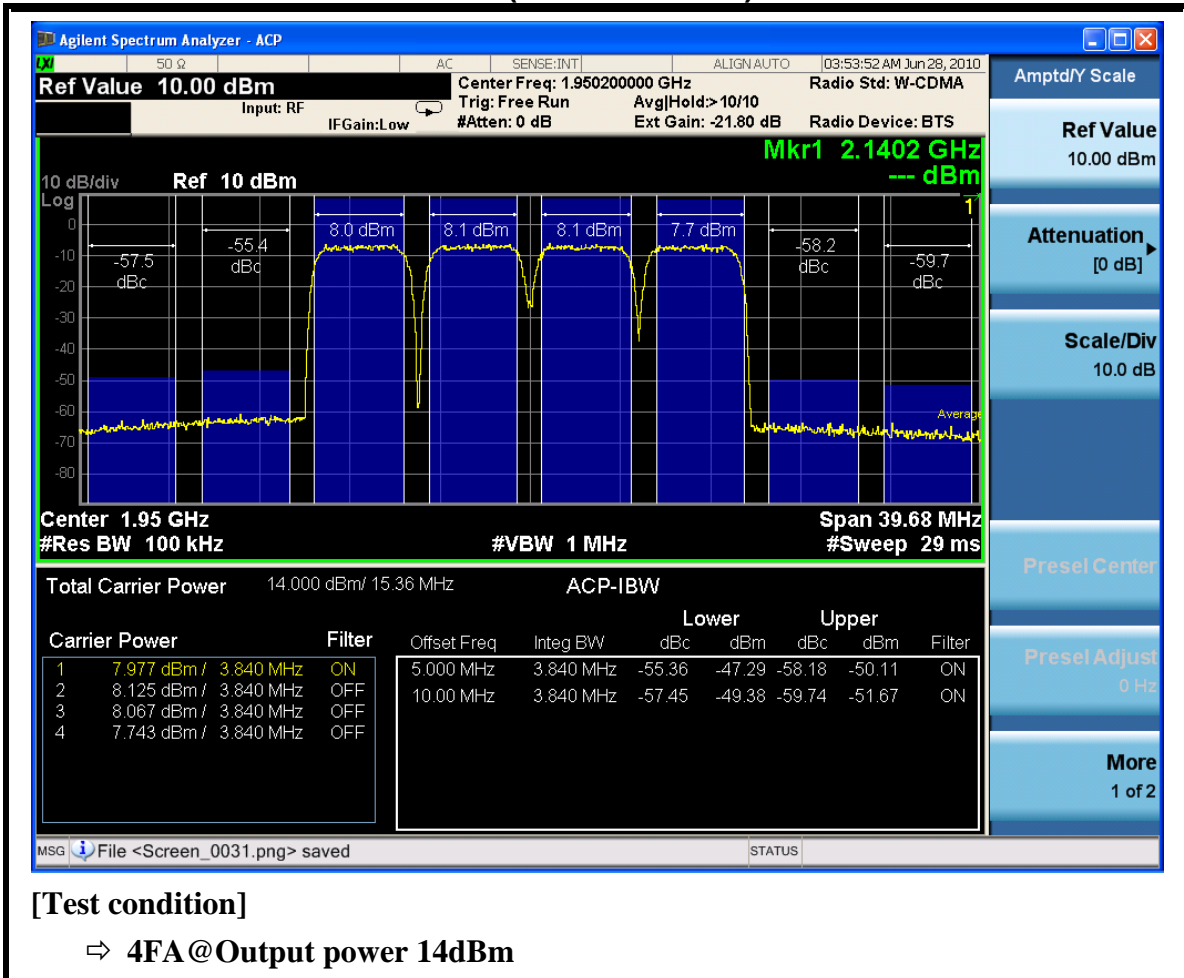 Agilent Spectrum Analyzer - ACP
LXI 50 Ω AC SENSE:INT ALIGN AUTO 03:53:52 AM Jun 28, 2010
Ref Value 10.00 dBm
Input: RF
IFGain:Low
Center Freq: 1.950200000 GHz
Trig: Free Run Avg|Hold:>10/10
#Atten: 0 dB Ext Gain: -21.80 dB
Radio Std: W-CDMA
Radio Device: BTS
Mkr1 2.1402 GHz
--- dBm
10 dB/div Ref 10 dBm
Log
1
0
-10
-20
-30
-40
-50
-60
-70
-80
-57.5
dBc
-55.4
dBc
8.0 dBm
8.1 dBm
8.1 dBm
7.7 dBm
-58.2
dBc
-59.7
dBc
Average
Center 1.95 GHz Span 39.68 MHz
#Res BW 100 kHz #VBW 1 MHz #Sweep 29 ms
Total Carrier Power 14.000 dBm/ 15.36 MHz ACP-IBW
Lower Upper
Carrier Power Filter
Offset Freq Integ BW dBc dBm dBc dBm Filter
1 7.977 dBm / 3.840 MHz ON
2 8.125 dBm / 3.840 MHz OFF
3 8.067 dBm / 3.840 MHz OFF
4 7.743 dBm / 3.840 MHz OFF
5.000 MHz 3.840 MHz -55.36 -47.29 -58.18 -50.11 ON
10.00 MHz 3.840 MHz -57.45 -49.38 -59.74 -51.67 ON
MSG File <Screen_0031.png> saved STATUS
Amptd/Y Scale
Ref Value
10.00 dBm
Attenuation
[0 dB]
Scale/Div
10.0 dB
Presel Center
Presel Adjust
0 Hz
More
1 of 2
[Test condition]
⇨ 4FA@Output power 14dBm